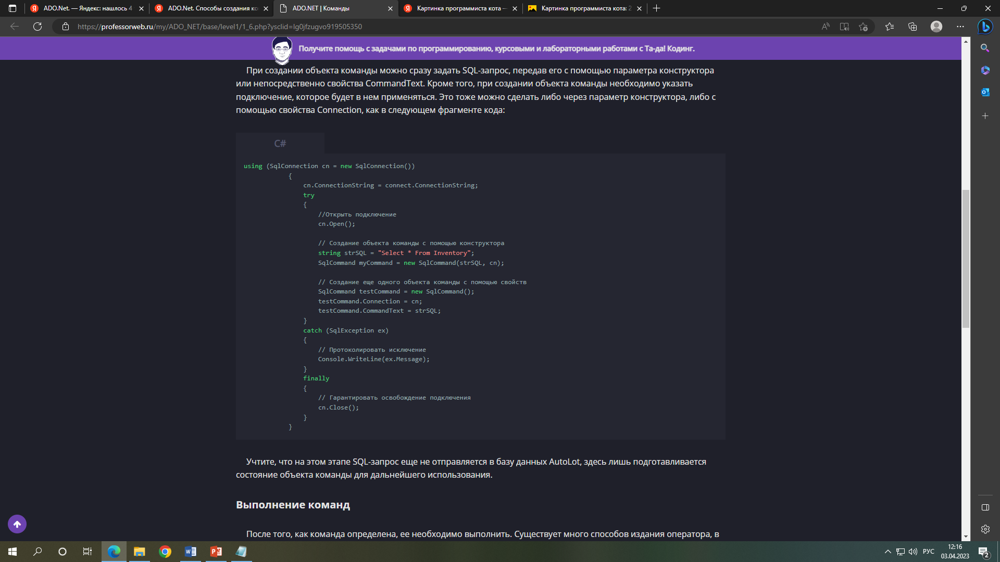 ADO.Net. — Яндекс: нашлось 4
ADO.Net. Способы создания ко
ADO.NET | Команды
Картинка программиста кота —
Картинка программиста кота: 2
https://professorweb.ru/my/ADO_NET/base/level1/1_6.php?ysclid=lg0jfzugvo919505350
Получите помощь с задачами по программированию, курсовыми и лабораторными работами с Та-да! Кодинг.
При создании объекта команды можно сразу задать SQL-запрос, передав его с помощью параметра конструктора
или непосредственно свойства CommandText. Кроме того, при создании объекта команды необходимо указать
подключение, которое будет в нем применяться. Это тоже можно сделать либо через параметр конструктора, либо с
помощью свойства Connection, как в следующем фрагменте кода:
C#
using (SqlConnection cn = new SqlConnection())
{
cn.ConnectionString = connect.ConnectionString;
try
{
//Открыть подключение
cn.Open();
// Создание объекта команды с помощью конструктора
string strSQL = "Select * From Inventory";
SqlCommand myCommand = new SqlCommand(strSQL, cn);
// Создание еще одного объекта команды с помощью свойств
SqlCommand testCommand = new SqlCommand();
testCommand.Connection = cn;
testCommand.CommandText = strSQL;
}
catch (SqlException ex)
{
// Протоколировать исключение
Console.WriteLine(ex.Message);
}
finally
{
// Гарантировать освобождение подключения
cn.Close();
}
}
Учтите, что на этом этапе SQL-запрос еще не отправляется в базу данных AutoLot, здесь лишь подготавливается
состояние объекта команды для дальнейшего использования.
Выполнение команд
После того, как команда определена, ее необходимо выполнить. Существует много способов издания оператора, в
РУС
12:16
03.04.2023
2